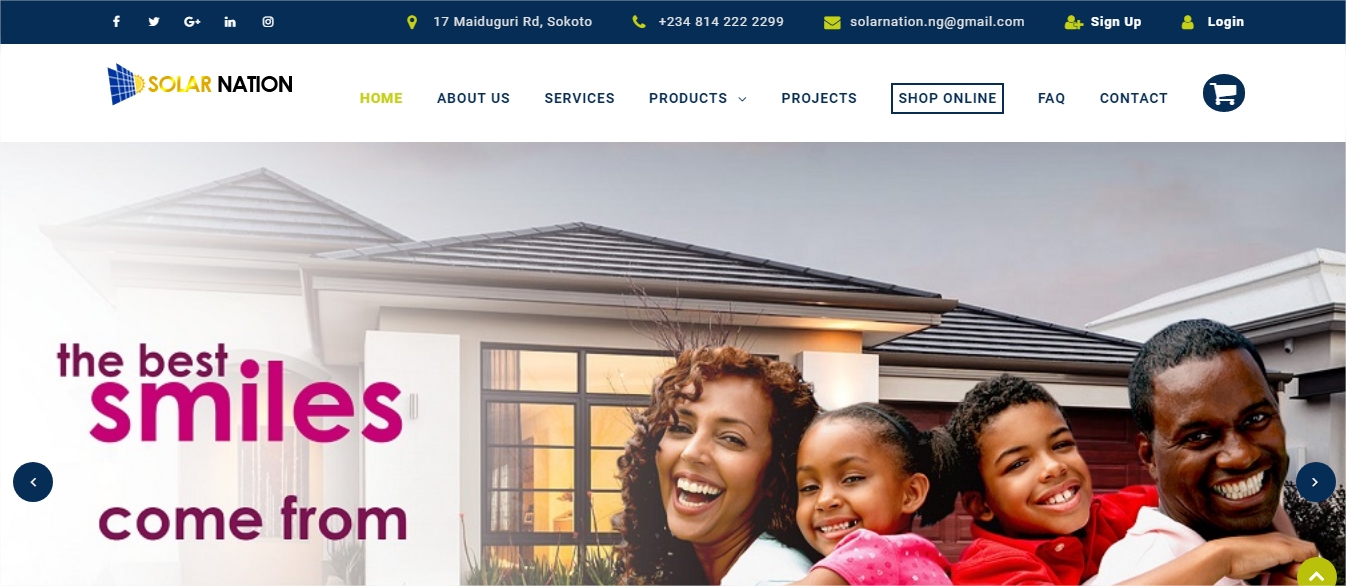 17 Maiduguri Rd, Sokoto +234 814 222 2299 solarnation.ng@gmail.com Sign Up Login
SOLAR NATION
HOME ABOUT US SERVICES PRODUCTS PROJECTS SHOP ONLINE FAQ CONTACT
the best
smiles
come from